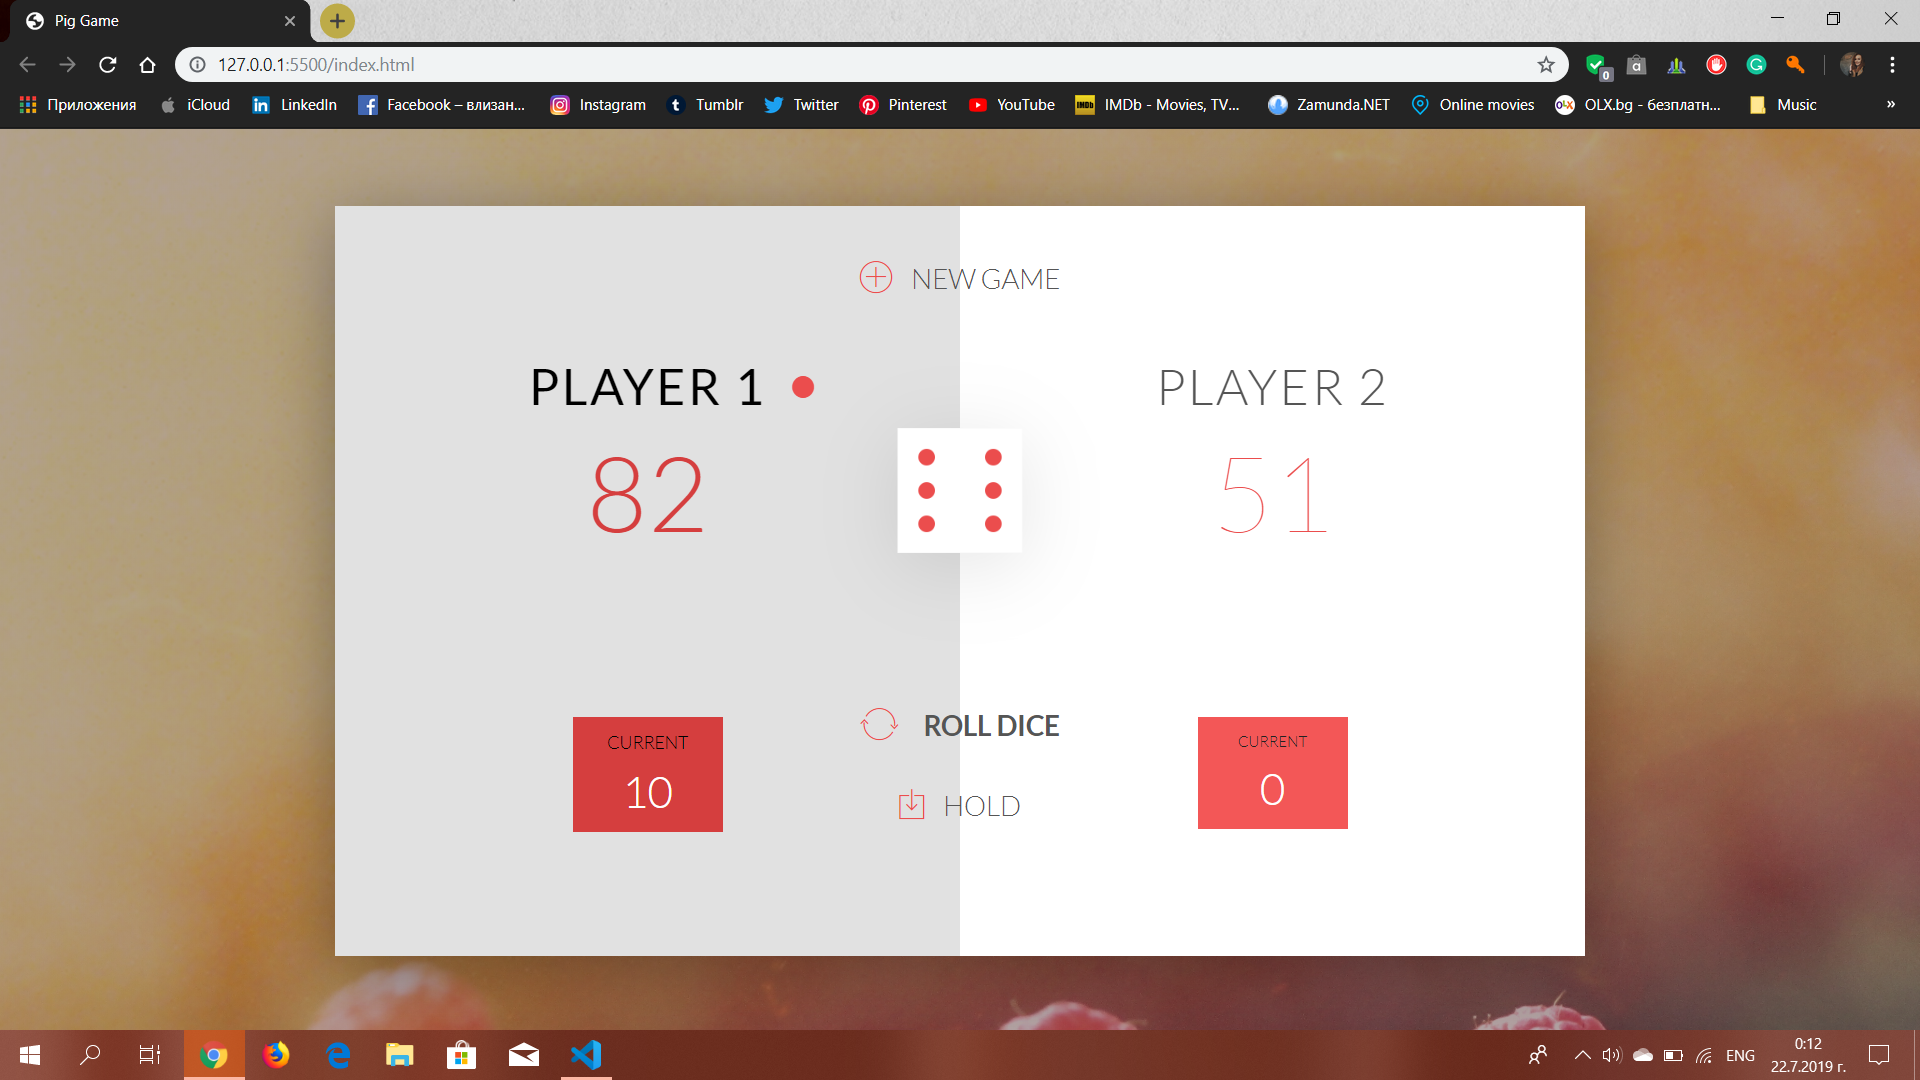 Pig Game
127.0.0.1:5500/index.html
0
Приложения
iCloud
LinkedIn
Facebook – влизан...
Instagram
Tumblr
Twitter
Pinterest
YouTube
IMDb - Movies, TV...
Zamunda.NET
Online movies
OLX.bg - безплатн...
Music
»
NEW GAME
PLAYER 1
PLAYER 2
82
51
ROLL DICE
CURRENT
10
CURRENT
0
HOLD
ENG
0:12
22.7.2019 г.